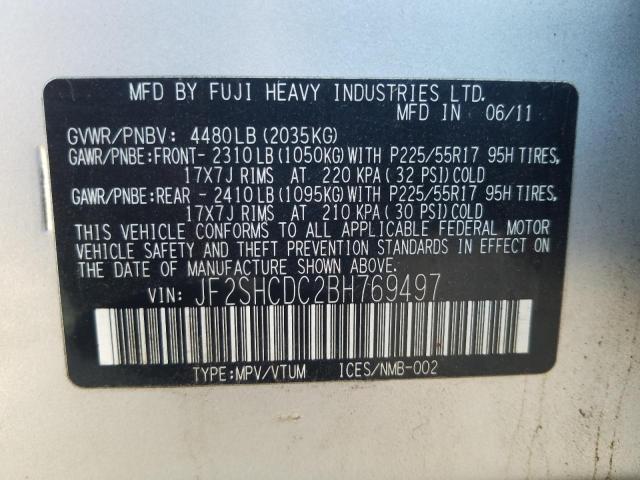 MFD BY FUJI HEAVY INDUSTRIES LTD.
MFD IN 06/11
GVWR/PNBV: 4480LB(2035KG)
GAWR/PNBE:FRONT- 2310LB(1050KG)WITH P225/55R17 95H TIRES,
17X7J RIMS AT 220 KPA(32 PSI)COLD
GAWR/PNBE:REAR - 2410LB(1095KG)WITH P225/55R17 95H TIRES,
17X7J RIMS AT 210 KPA(30 PSI)COLD
THIS VEHICLE CONFORMS TO ALL APPLICABLE FEDERAL MOTOR
VEHICLE SAFETY AND THEFT PREVENTION STANDARDS IN EFFECT
ON THE DATE OF MANUFACTURE SHOWN ABOVE.
VIN: JF2SHCDC2BH769497
TYPE:MPV/VTUM ICES/NMB-002